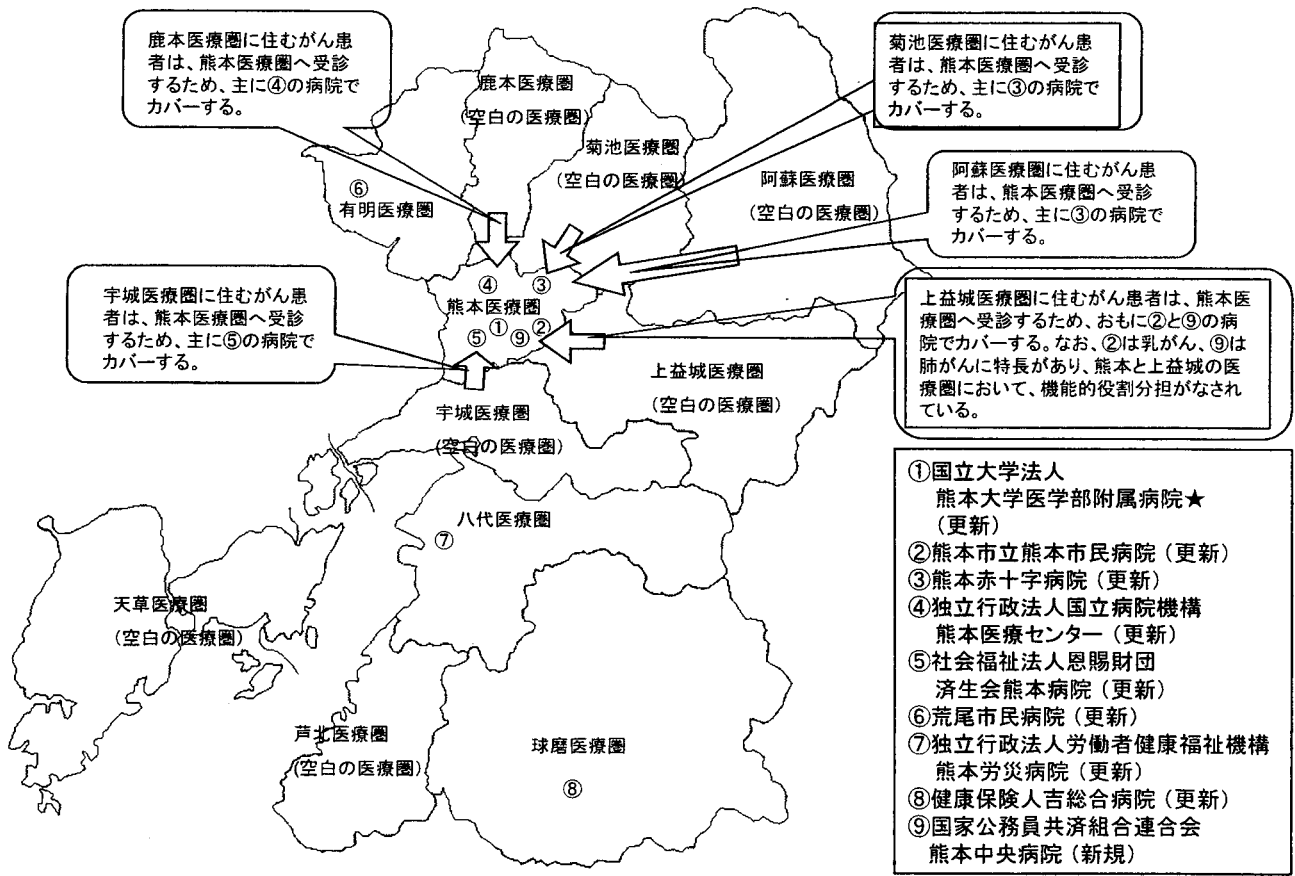 鹿本医療圏に住むがん患
者は、熊本医療圏へ受診
するため、主に④の病院で
カバーする。
菊池医療圏に住むがん患
者は、熊本医療圏へ受診
するため、主に③の病院で
カバーする。
鹿本医療圏
(空白の医療圏)
菊池医療圏
(空白の医療圏)
阿蘇医療圏
(空白の医療圏)
阿蘇医療圏に住むがん患
者は、熊本医療圏へ受診
するため、主に③の病院で
カバーする。
⑥
有明医療圏
宇城医療圏に住むがん患
者は、熊本医療圏へ受診
するため、主に⑤の病院で
カバーする。
④ ③
熊本医療圏
① ②
⑤ ⑨
上益城医療圏に住むがん患者は、熊本医
療圏へ受診するため、おもに②と⑨の病
院でカバーする。なお、②は乳がん、⑨は
肺がんに特長があり、熊本と上益城の医
療圏において、機能的役割分担がなされ
ている。
上益城医療圏
(空白の医療圏)
宇城医療圏
(空白の医療圏)
八代医療圏
⑦
天草医療圏
(空白の医療圏)
芦北医療圏
(空白の医療圏)
球磨医療圏
⑧
①国立大学法人
熊本大学医学部附属病院★
(更新)
②熊本市立熊本市民病院(更新)
③熊本赤十字病院(更新)
④独立行政法人国立病院機構
熊本医療センター(更新)
⑤社会福祉法人恩賜財団
済生会熊本病院(更新)
⑥荒尾市民病院(更新)
⑦独立行政法人労働者健康福祉機構
熊本労災病院(更新)
⑧健康保険人吉総合病院(更新)
⑨国家公務員共済組合連合会
熊本中央病院(新規)